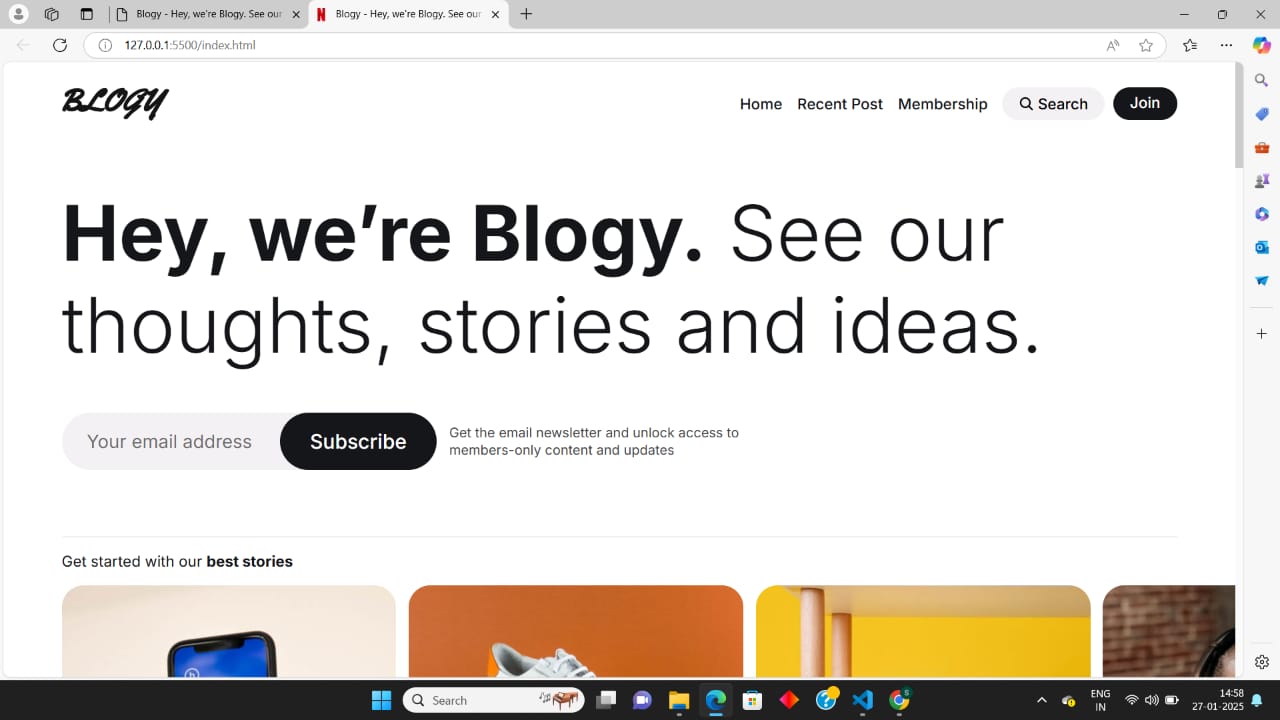 Blogy - Hey, we're Blogy. See our
Blogy - Hey, we're Blogy. See our
127.0.0.1:5500/index.html
BLOGY
Home
Recent Post
Membership
Search
Join
Hey, we’re Blogy. See our
thoughts, stories and ideas.
Your email address
Subscribe
Get the email newsletter and unlock access to
members-only content and updates
Get started with our best stories
Search
ENG
IN
14:58
27-01-2025